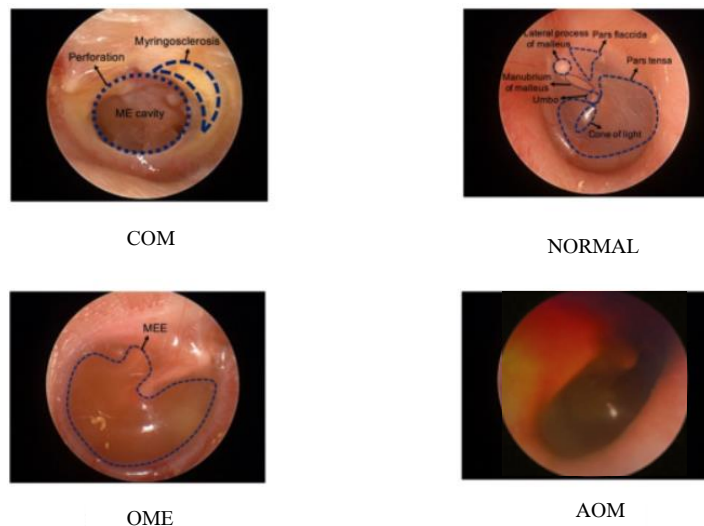 Perforation
Myringosclerosis
ME cavity
COM
Lateral process
of malleus
Pars flaccida
Pars tensa
Manubrium
of malleus
Umbo
Cone of light
NORMAL
MEE
OME
AOM